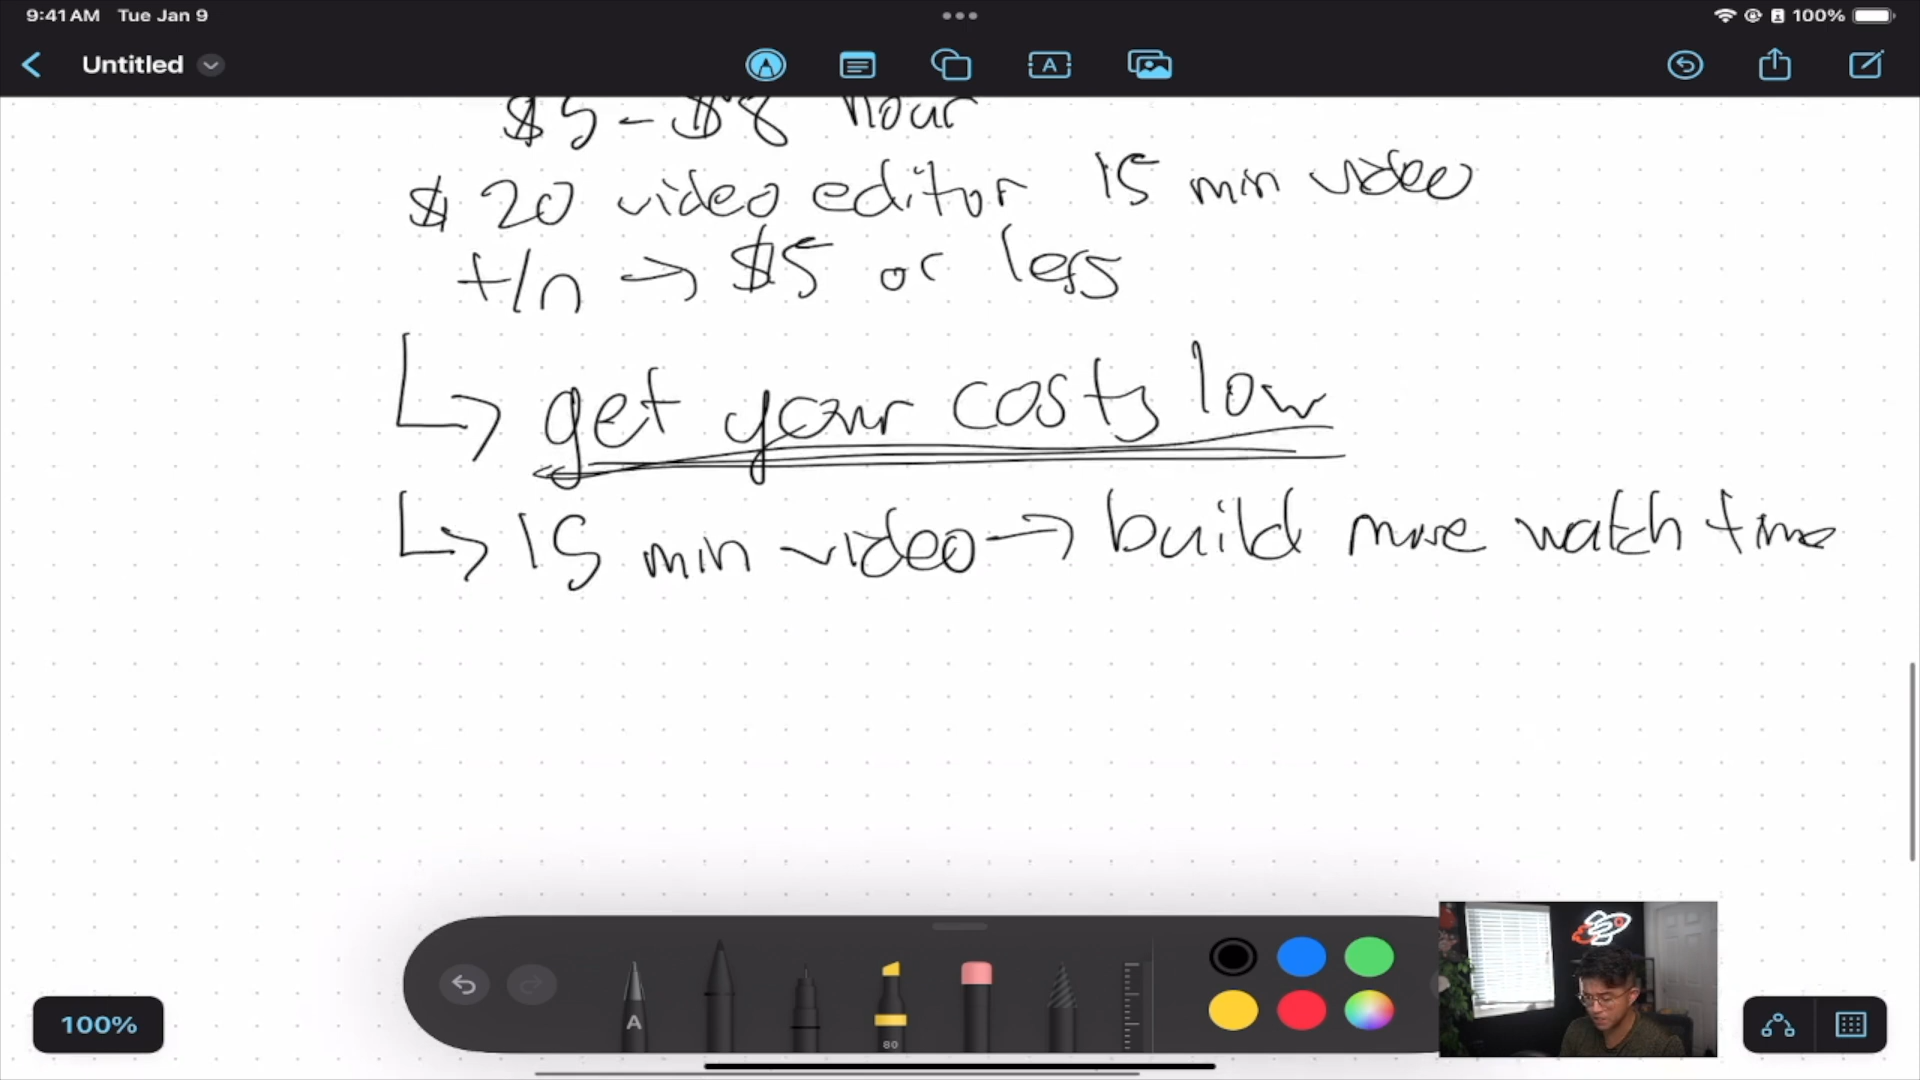 9:41 AM Tue Jan 9
100%
Untitled
A
$5 - $8 hour
$20 video editor 15 min video
t/n → $5 or less
↳ get your costs low
↳ 15 min video → build more watch time
A
80
100%